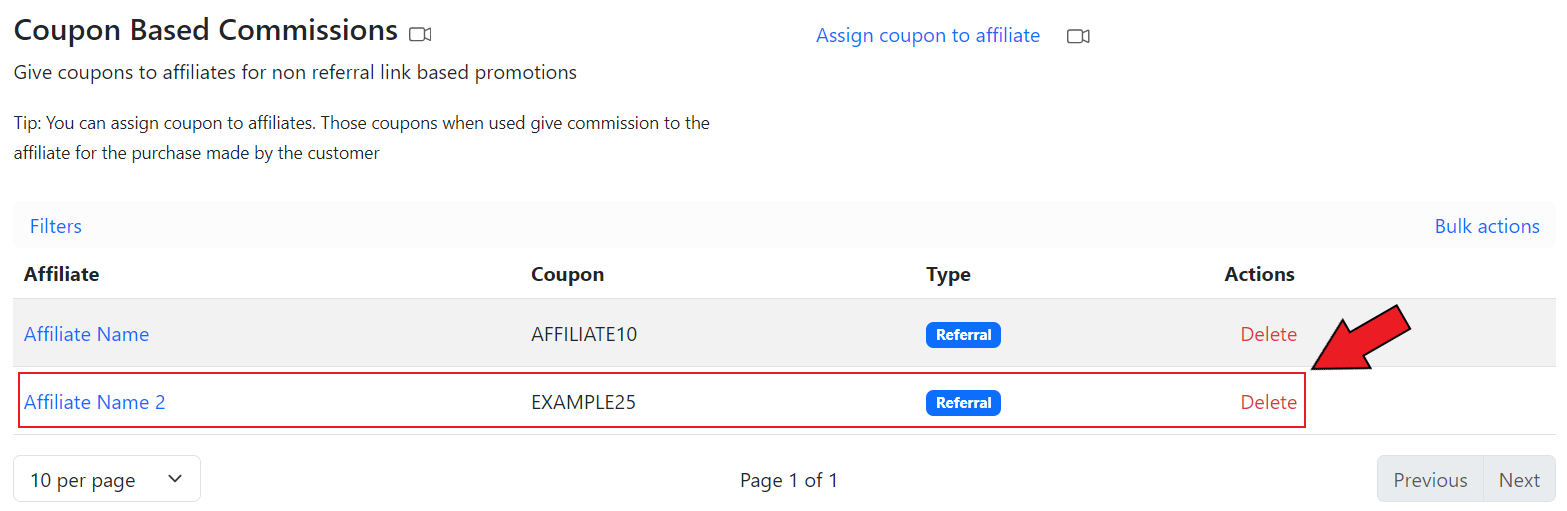 Coupon Based Commissions
Assign coupon to affiliate
Give coupons to affiliates for non referral link based promotions
Tip: You can assign coupon to affiliates. Those coupons when used give commission to the
affiliate for the purchase made by the customer
Filters Bulk actions
Affiliate Coupon Type Actions
Affiliate Name AFFILIATE10 Referral Delete
Affiliate Name 2 EXAMPLE25 Referral Delete
10 per page Page 1 of 1 Previous Next